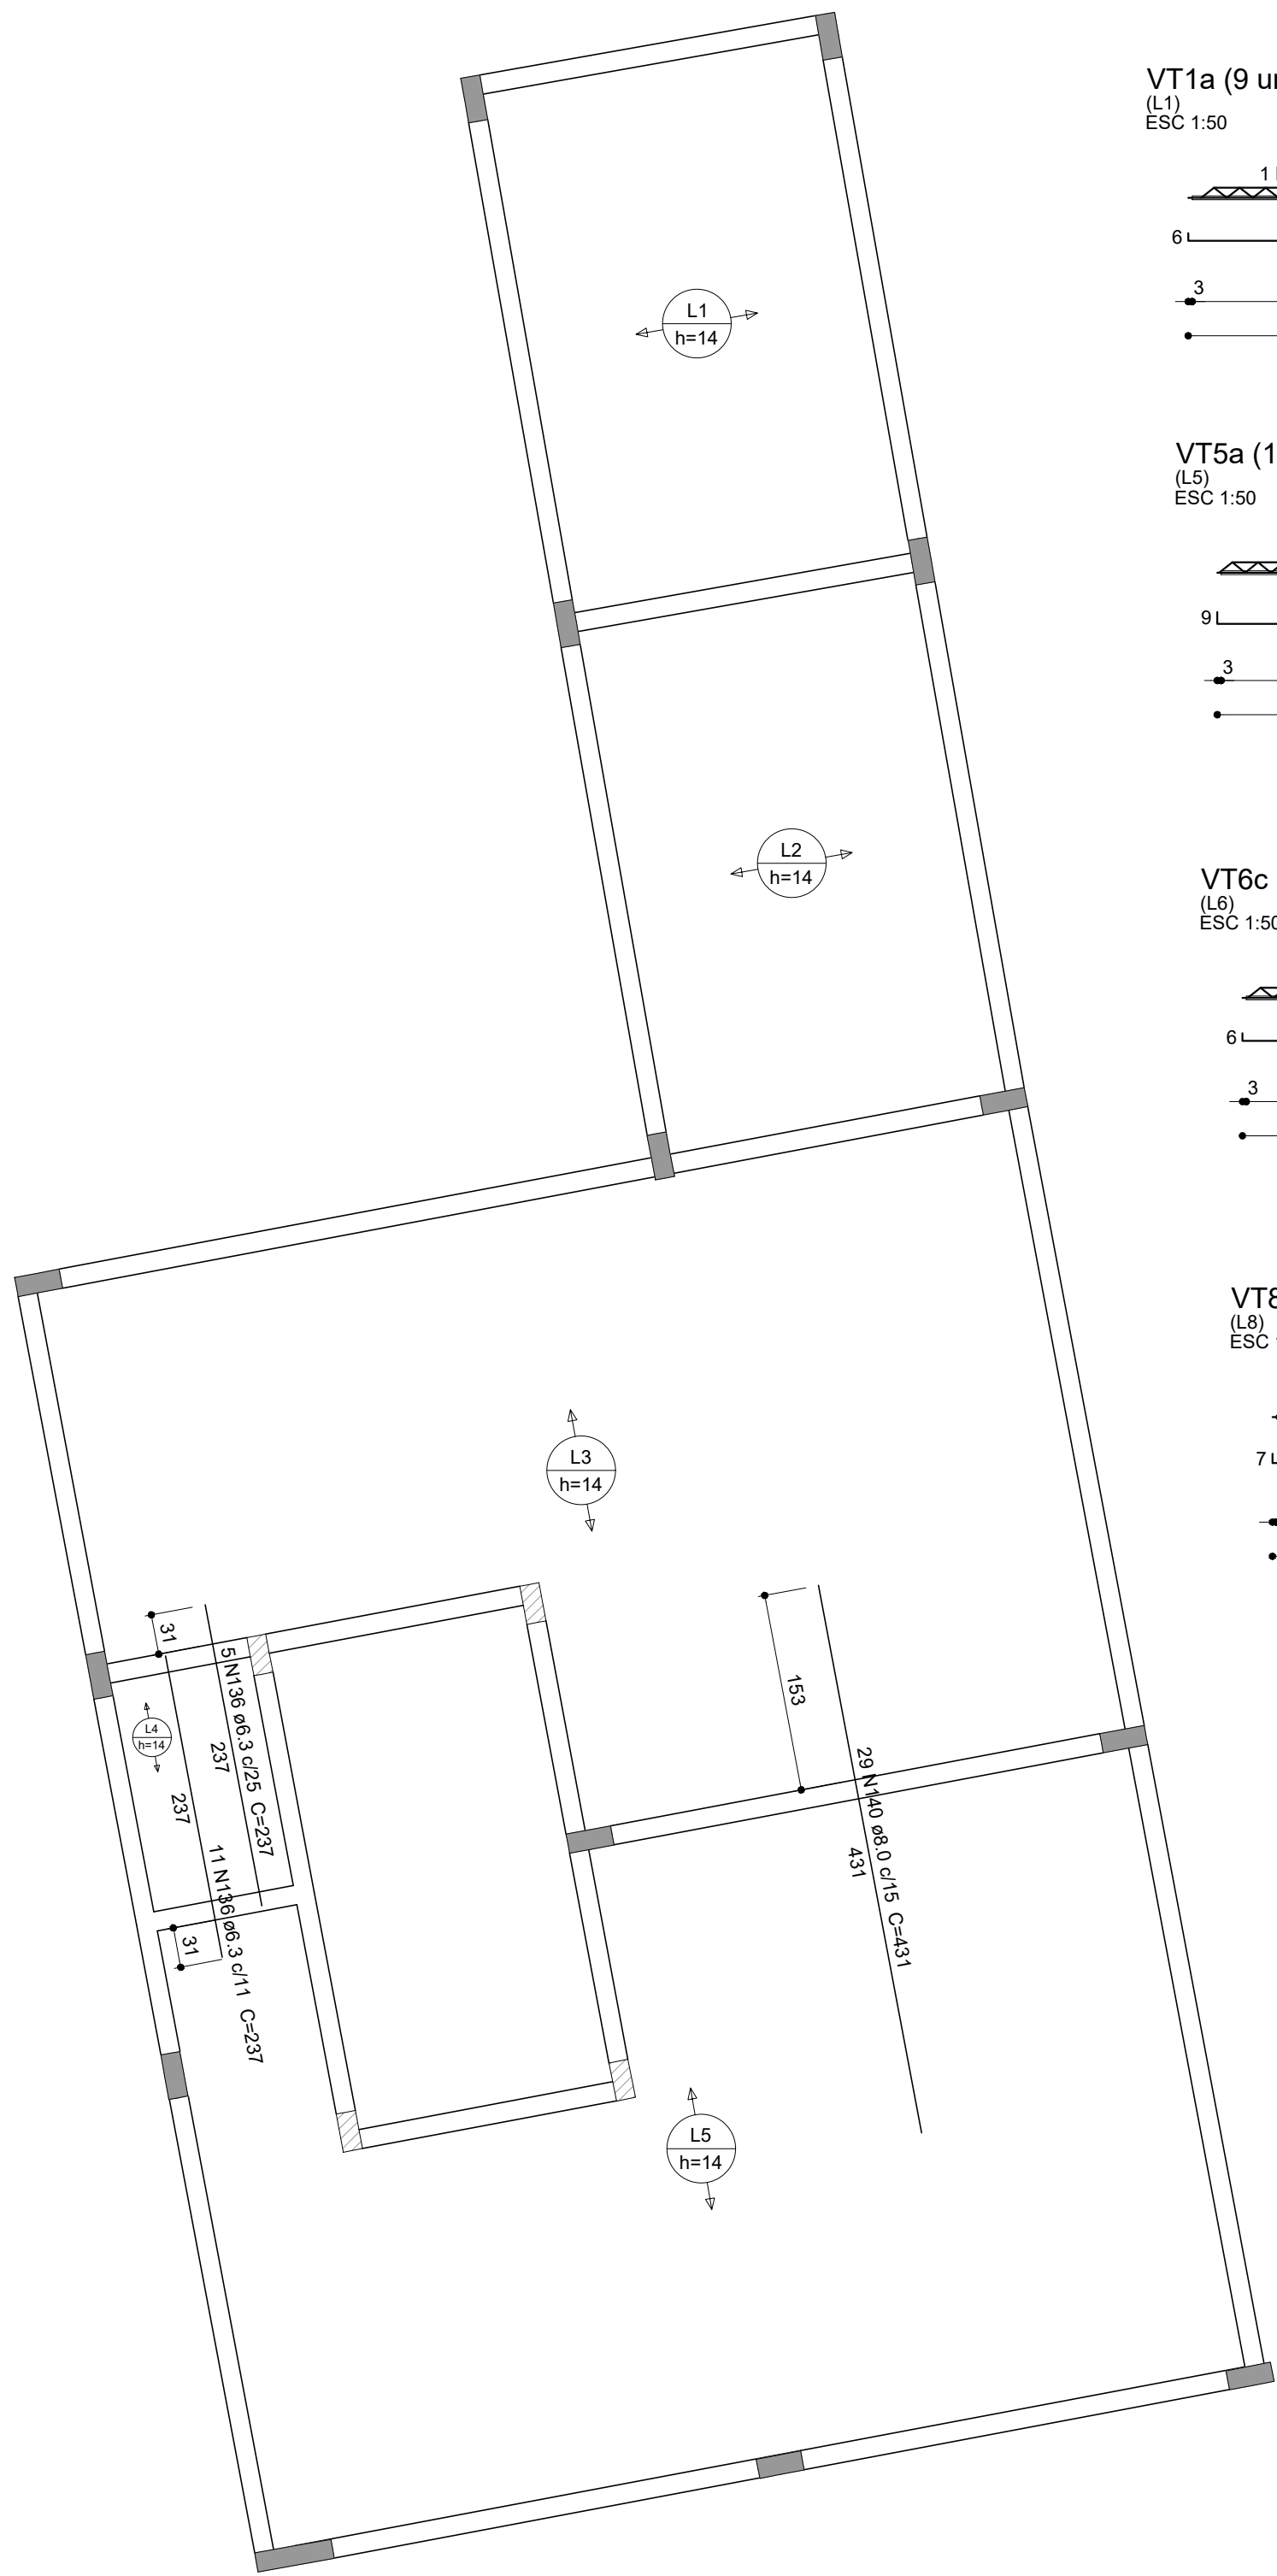 VT1a (9 u
(L1)
ESC 1:50
1
6
3
L1
h=14
VT5a (1
(L5)
ESC 1:50
9
3
L2
h=14
VT6c
(L6)
ESC 1:50
6
3
VT8
(L8)
ESC
7
L3
h=14
31
5 N136 ø6.3 c/25 C=237
237
L4
h=14
237
11 N136 ø6.3 c/11 C=237
31
153
29 N140 ø8.0 c/15 C=431
431
L5
h=14